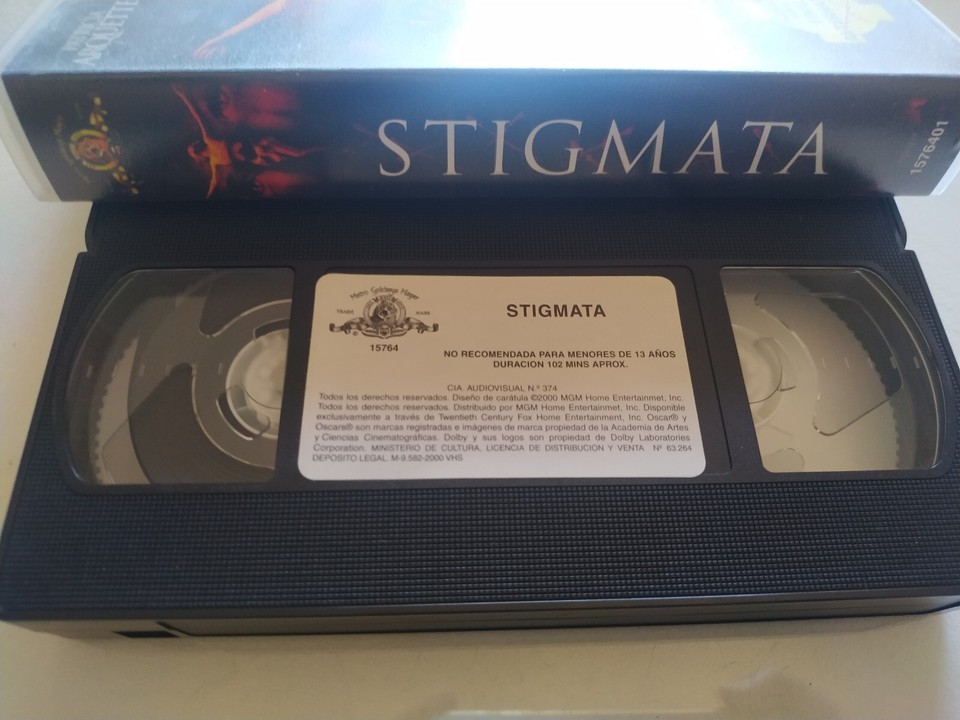 PATRICIA
ARQUETTE
STIGMATA
1576401
Metro Goldwyn Mayer
TRADE MARK
15764
STIGMATA
NO RECOMENDADA PARA MENORES DE 13 AÑOS
DURACION 102 MINS APROX.
CIA. AUDIOVISUAL N.º 374
Todos los derechos reservados. Diseño de carátula ©2000 MGM Home Entertainmet, Inc.
Todos los derechos reservados. Distribuido por MGM Home Entertainmet, Inc. Disponible
exclusivamente a través de Twentieth Century Fox Home Entertainment, Inc. Oscar® y
Oscars® son marcas registradas e imágenes de marca propiedad de la Academia de Artes
y Ciencias Cinematográficas. Dolby y sus logos son propiedad de Dolby Laboratories
Corporation. MINISTERIO DE CULTURA, LICENCIA DE DISTRIBUCION Y VENTA Nº 63.264
DEPOSITO LEGAL. M-9.582-2000 VHS